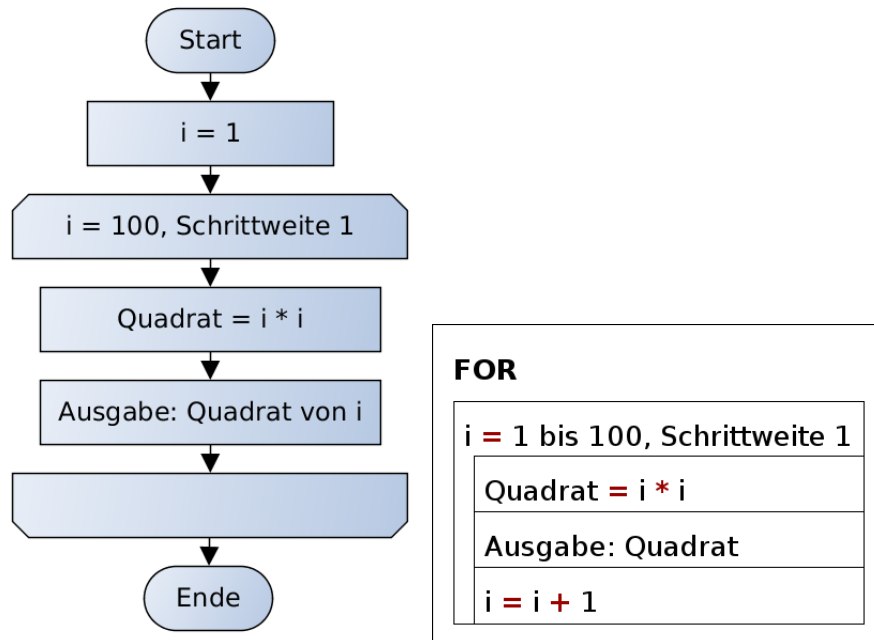 Start
i = 1
i = 100, Schrittweite 1
Quadrat = i * i
Ausgabe: Quadrat von i
Ende
FOR
i = 1 bis 100, Schrittweite 1
Quadrat = i * i
Ausgabe: Quadrat
i = i + 1